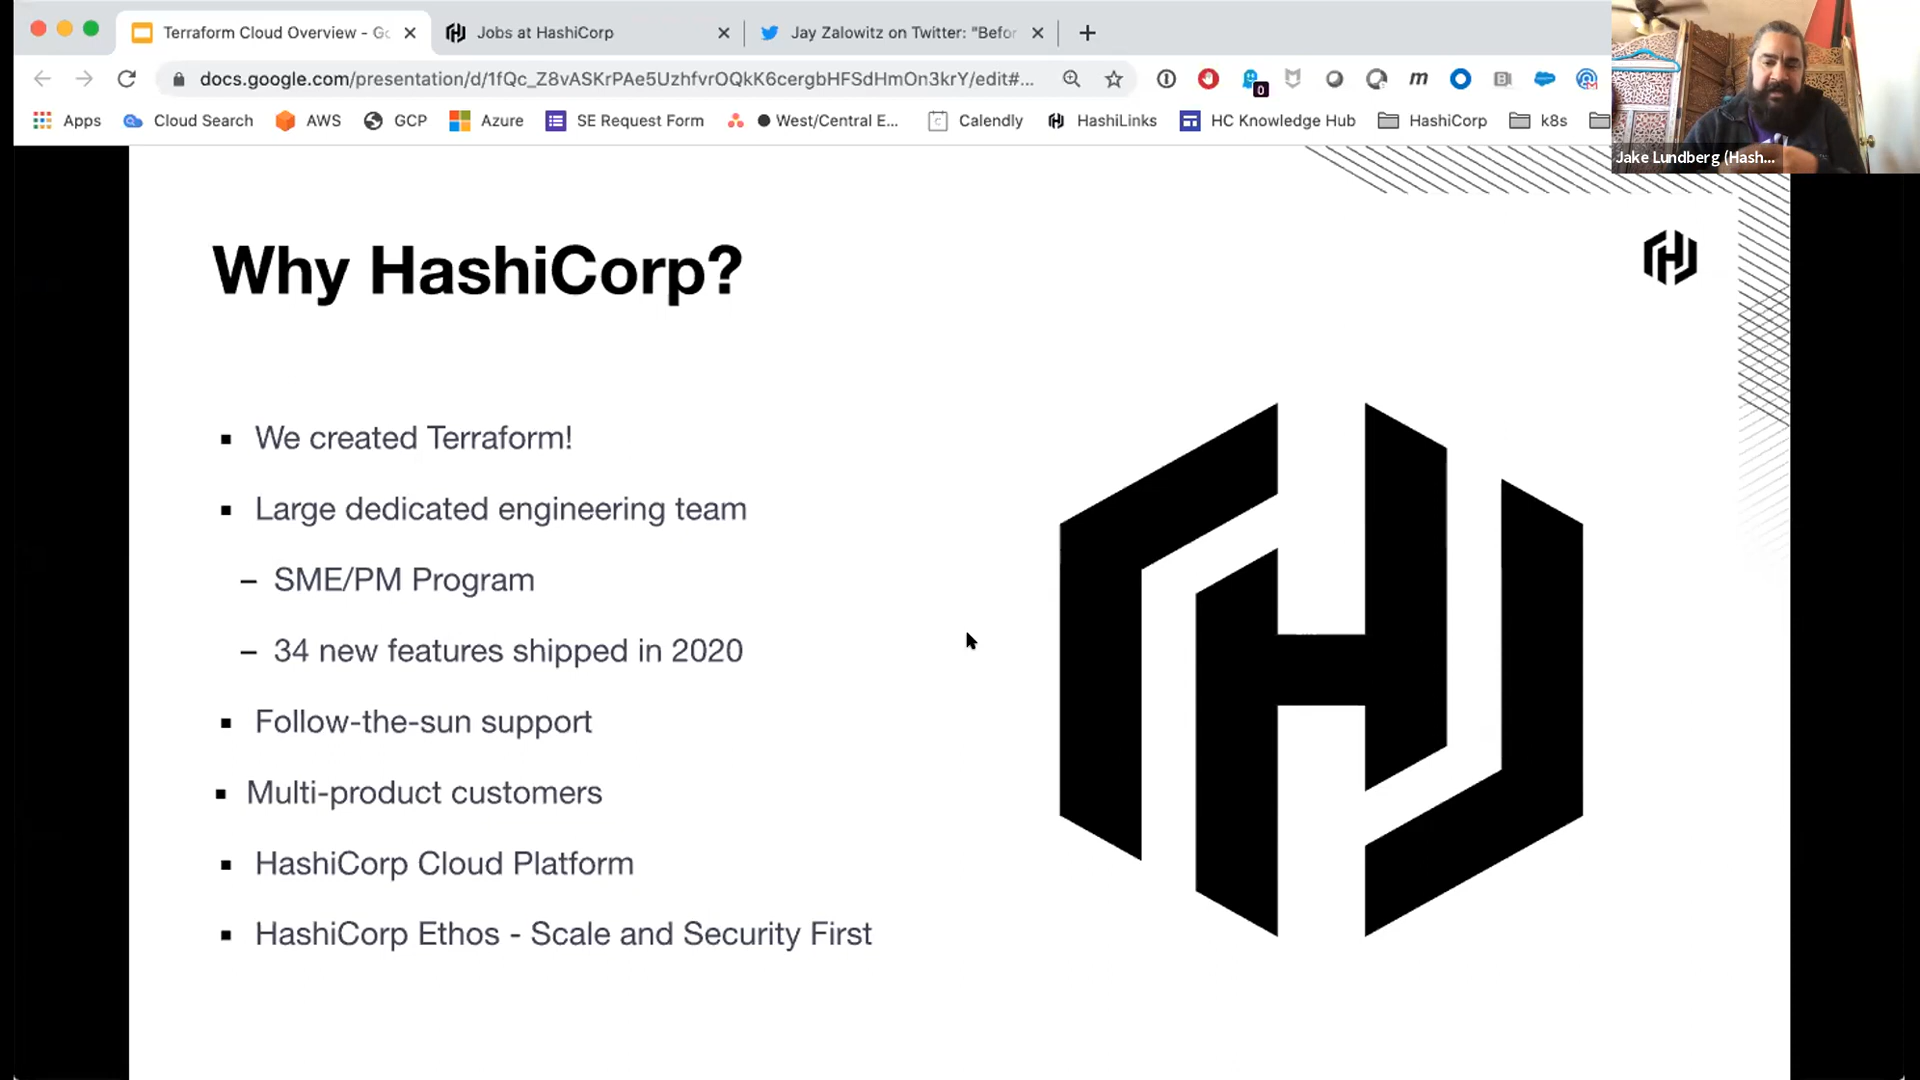 Terraform Cloud Overview - Go
Jobs at HashiCorp
Jay Zalowitz on Twitter: "Befor
docs.google.com/presentation/d/1fQc_Z8vASKrPAe5UzhfvrOQkK6cergbHFSdHmOn3krY/edit#...
0
m
Apps
Cloud Search
AWS
GCP
Azure
SE Request Form
West/Central E...
Calendly
HashiLinks
HC Knowledge Hub
HashiCorp
k8s
Jake Lundberg (Hash...
Why HashiCorp?
▪ We created Terraform!
▪ Large dedicated engineering team
– SME/PM Program
– 34 new features shipped in 2020
▪ Follow-the-sun support
▪ Multi-product customers
▪ HashiCorp Cloud Platform
▪ HashiCorp Ethos - Scale and Security First